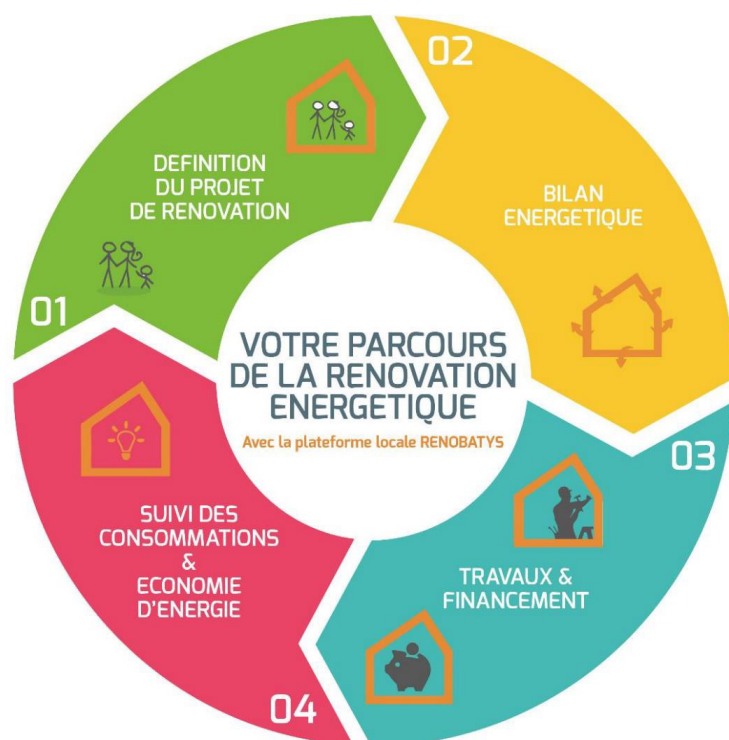 VOTRE PARCOURS
DE LA RENOVATION
ENERGETIQUE
Avec la plateforme locale RENOBATYS
01
DEFINITION
DU PROJET
DE RENOVATION
02
BILAN
ENERGETIQUE
03
TRAVAUX &
FINANCEMENT
04
SUIVI DES
CONSOMMATIONS
&
ECONOMIE
D'ENERGIE